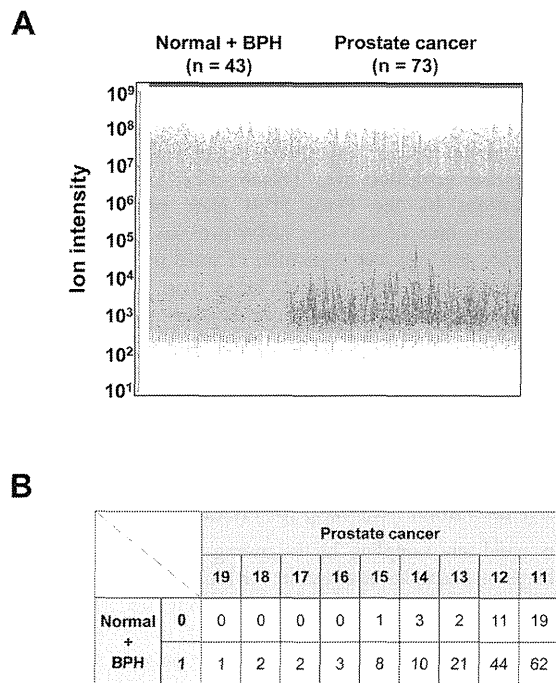 A
Normal + BPH Prostate cancer
(n = 43) (n = 73)
10⁹
10⁸
10⁷
10⁶
10⁵
10⁴
10³
10²
10¹
Ion intensity
B
Prostate cancer
19 18 17 16 15 14 13 12 11
Normal + BPH
0 0 0 0 0 1 3 2 11 19
1 1 2 2 3 8 10 21 44 62